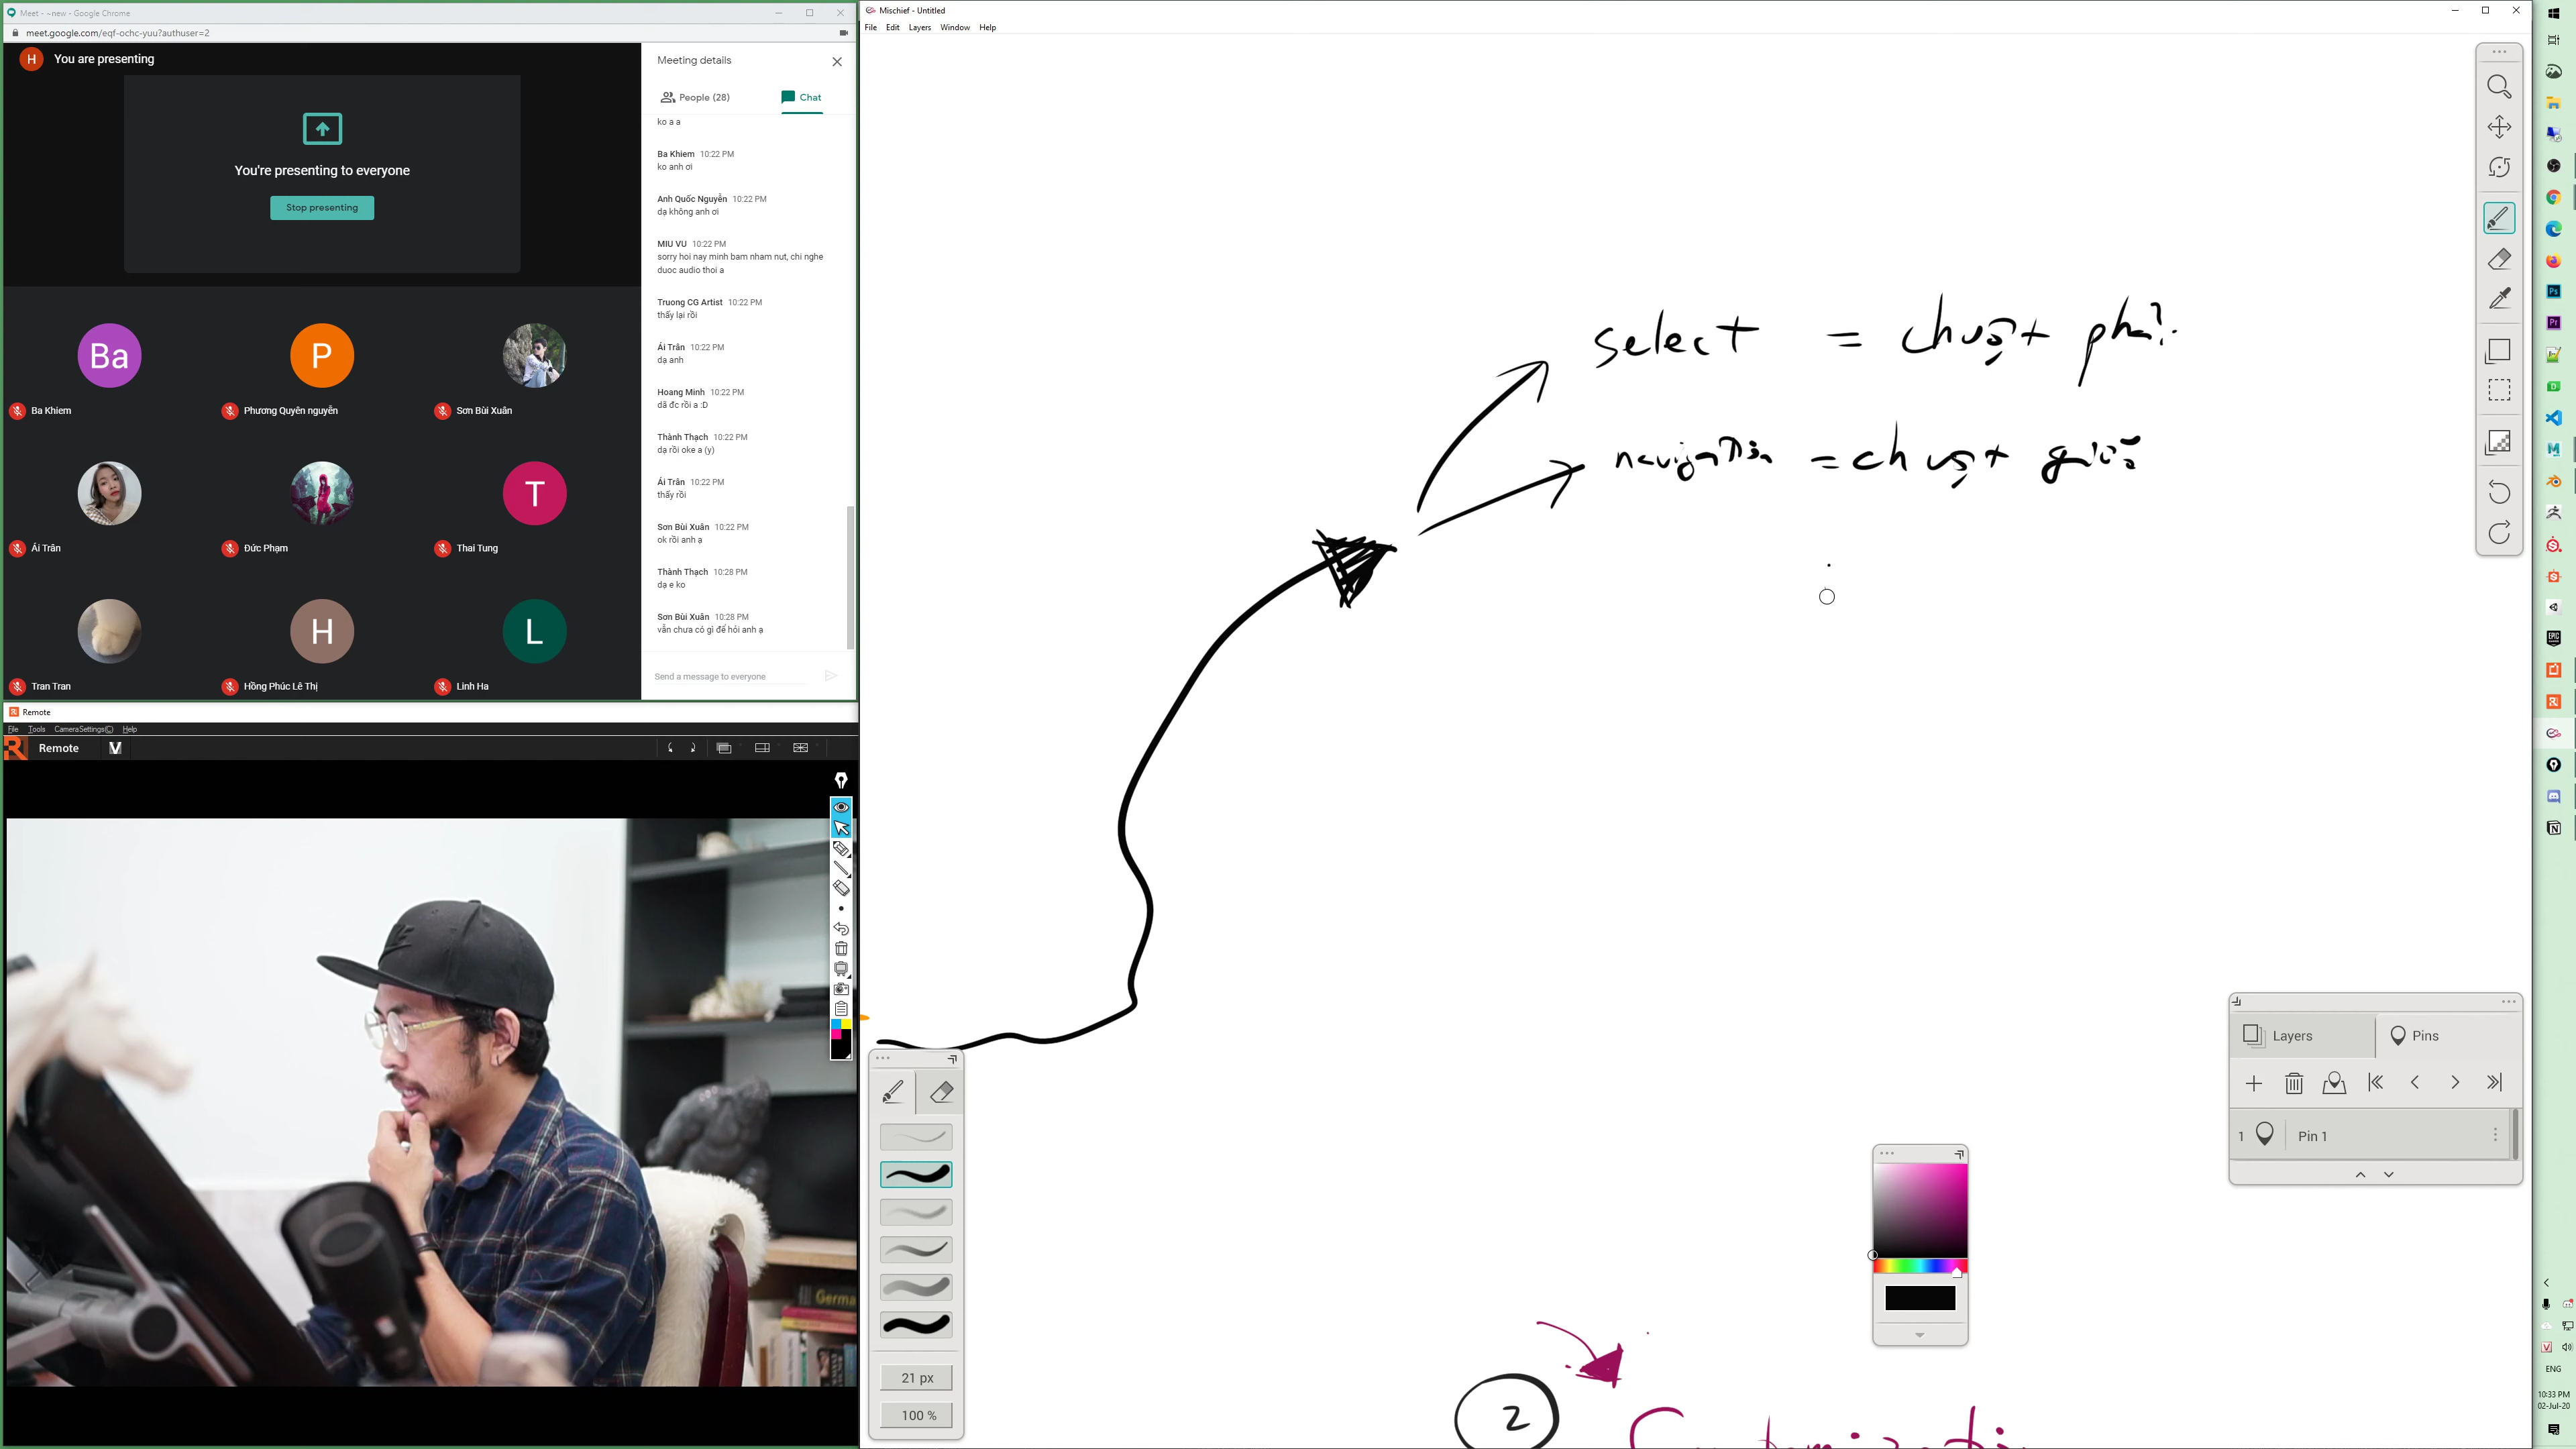 Meet - ~new - Google Chrome
meet.google.com/eqf-ochc-yuu?authuser=2
H You are presenting
You're presenting to everyone
Stop presenting
Ba
P
Ba Khiem
Phương Quyên nguyễn
Sơn Bùi Xuân
T
Ái Trân
Đức Phạm
Thai Tung
H
L
Tran Tran
Hồng Phúc Lê Thị
Linh Ha
Meeting details
People (28)
Chat
ko a a
Ba Khiem 10:22 PM
ko anh ơi
Anh Quốc Nguyễn 10:22 PM
dạ không anh ơi
MIU VU 10:22 PM
sorry hoi nay minh bam nham nut, chi nghe
duoc audio thoi a
Truong CG Artist 10:22 PM
thấy lại rồi
Ái Trân 10:22 PM
dạ anh
Hoang Minh 10:22 PM
dã đc rồi a :D
Thành Thạch 10:22 PM
dạ rồi oke a (y)
Ái Trân 10:22 PM
thấy rồi
Sơn Bùi Xuân 10:22 PM
ok rồi anh ạ
Thành Thạch 10:28 PM
dạ e ko
Sơn Bùi Xuân 10:28 PM
vẫn chưa có gì để hỏi anh ạ
Send a message to everyone
Remote
File Tools CameraSettings(C) Help
Remote
Germa
Mischief - Untitled
File Edit Layers Window Help
select = chuột phải
navigation = chuột giữa
2
21 px
100 %
Layers
Pins
1 Pin 1
ENG
10:33 PM
02-Jul-20